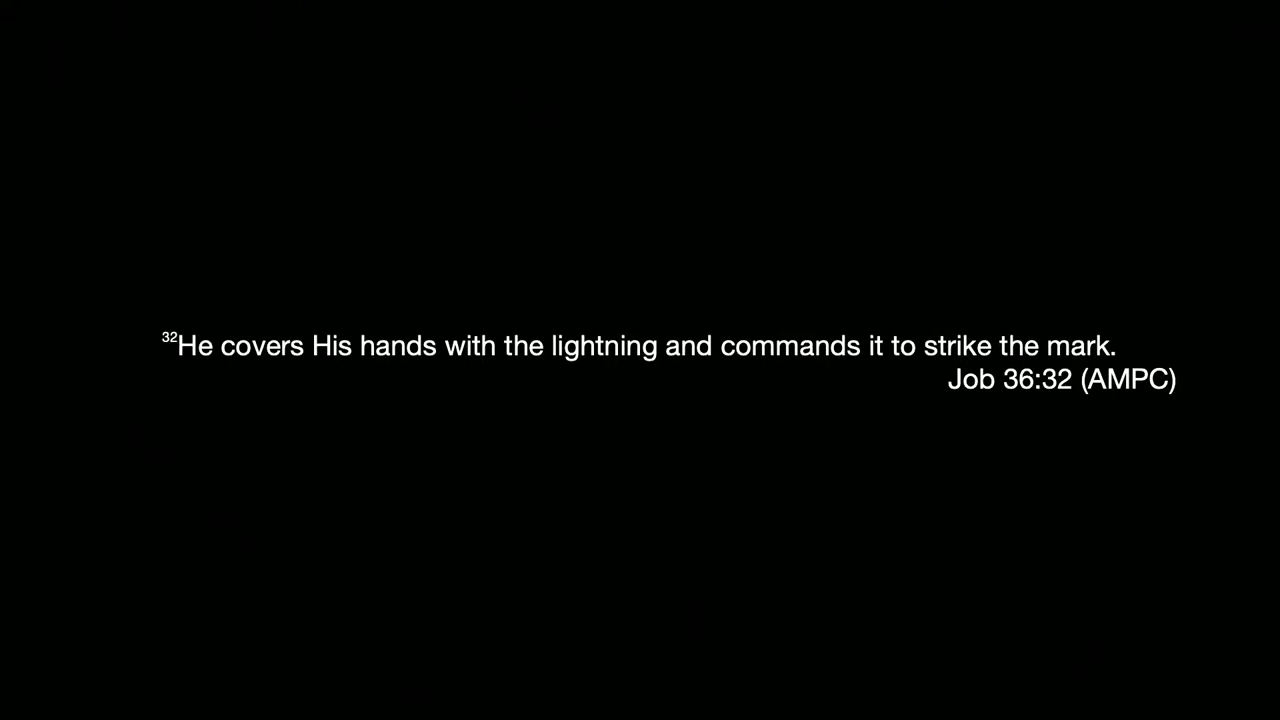 ³²He covers His hands with the lightning and commands it to strike the mark.
Job 36:32 (AMPC)